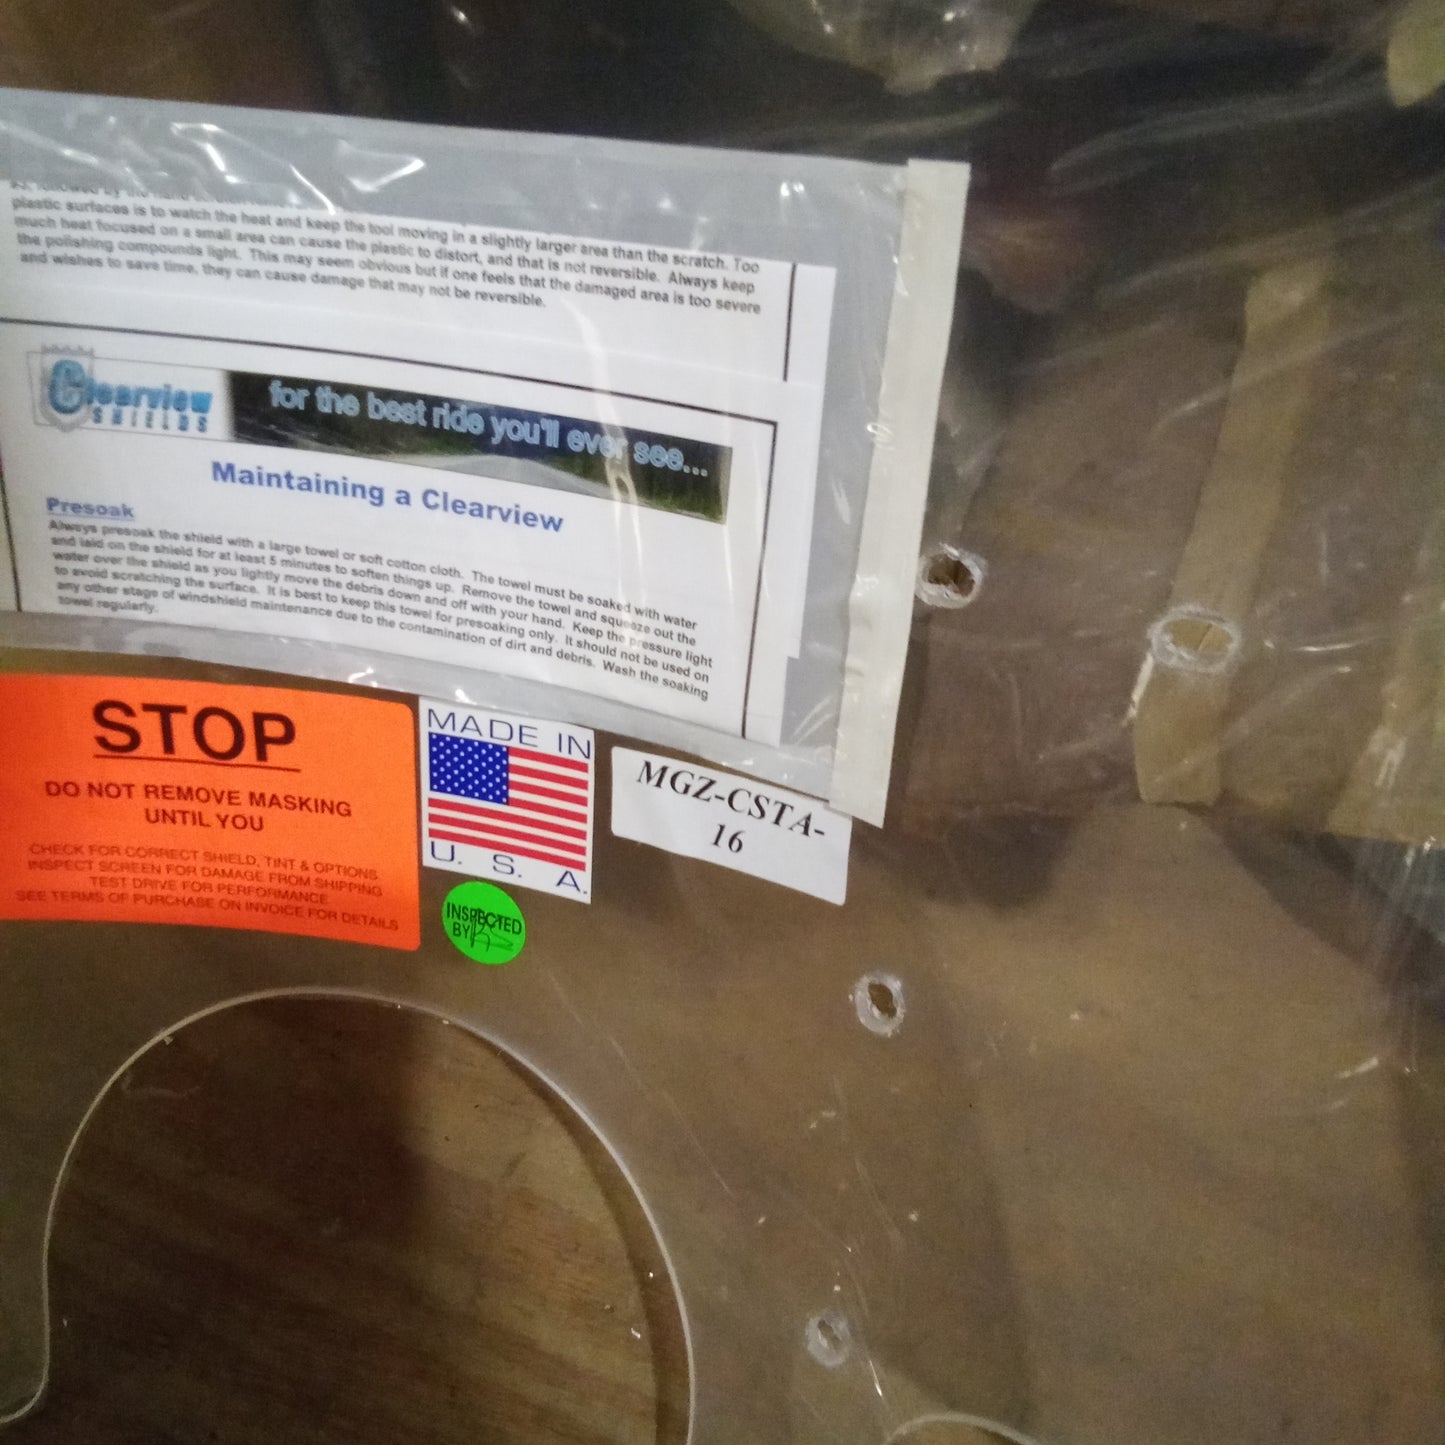 plastic surfaces is to watch the heat and keep the tool moving in a slightly larger area than the scratch. Too
much heat focused on a small area can cause the plastic to distort, and that is not reversible. Always keep
the polishing compounds light. This may seem obvious but if one feels that the damaged area is too severe
and wishes to save time, they can cause damage that may not be reversible.
Clearview
SHIELDS
for the best ride you'll ever see...
Maintaining a Clearview
Presoak
Always presoak the shield with a large towel or soft cotton cloth. The towel must be soaked with water
and laid on the shield for at least 5 minutes to soften things up. Remove the towel and squeeze out the
water over the shield as you lightly move the debris down and off with your hand. Keep the pressure light
to avoid scratching the surface. It is best to keep this towel for presoaking only. It should not be used on
any other stage of windshield maintenance due to the contamination of dirt and debris. Wash the soaking
towel regularly.
STOP
DO NOT REMOVE MASKING
UNTIL YOU
CHECK FOR CORRECT SHIELD, TINT & OPTIONS
INSPECT SCREEN FOR DAMAGE FROM SHIPPING
TEST DRIVE FOR PERFORMANCE
SEE TERMS OF PURCHASE ON INVOICE FOR DETAILS
MADE IN
U. S. A.
INSPECTED
BY
MGZ-CSTA-
16